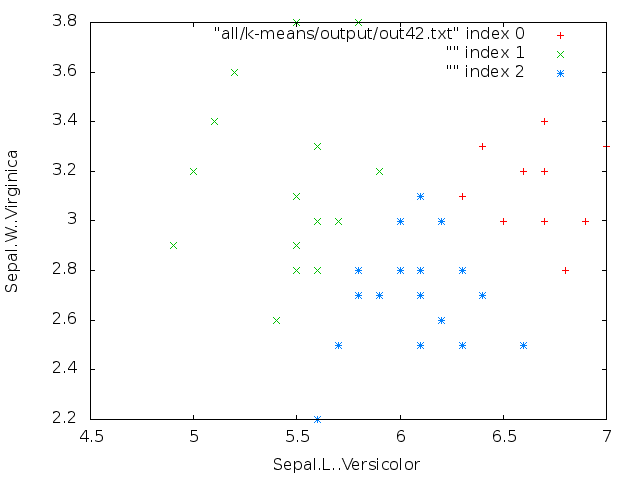 3.8
"all/k-means/output/out42.txt" index 0
"" index 1
"" index 2
3.6
3.4
3.2
3
2.8
2.6
2.4
2.2
Sepal.W..Virginica
4.5 5 5.5 6 6.5 7
Sepal.L..Versicolor